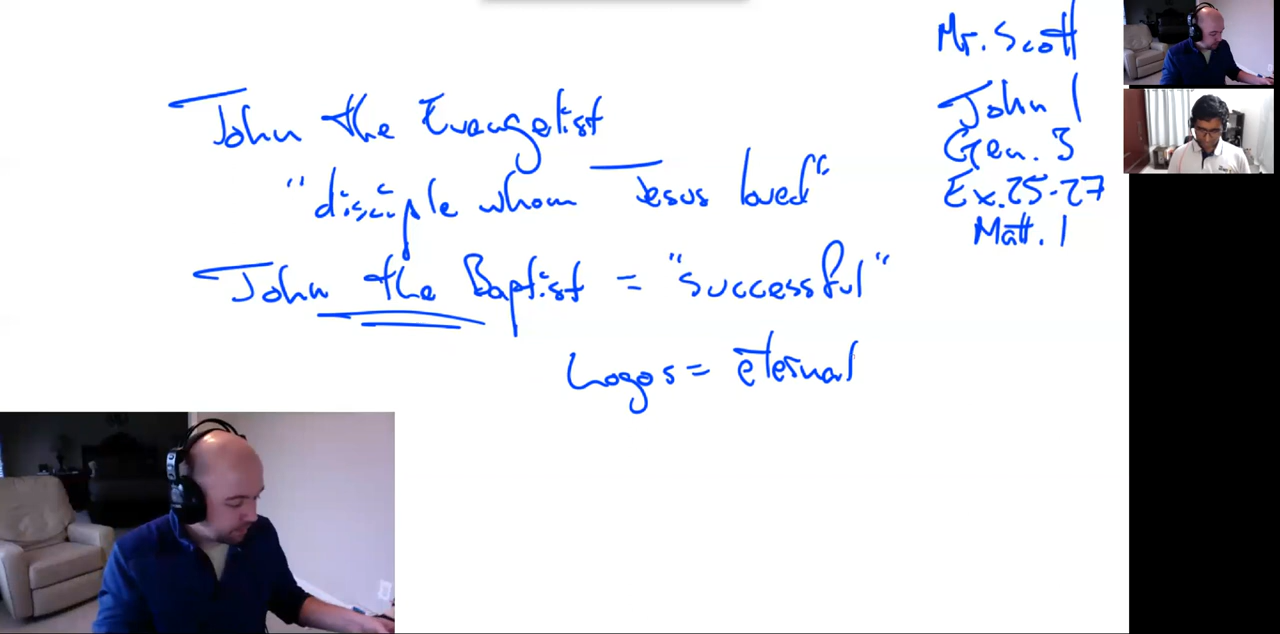 John the Evangelist
"disciple whom Jesus loved"
John the Baptist = "successful"
Logos = eternal
Mr. Scott
John 1
Gen. 3
Ex. 25-27
Matt. 1